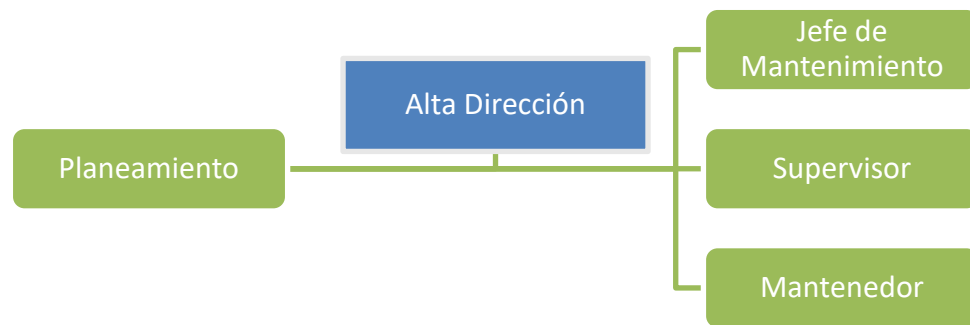 Alta Dirección
Planeamiento
Jefe de
Mantenimiento
Supervisor
Mantenedor